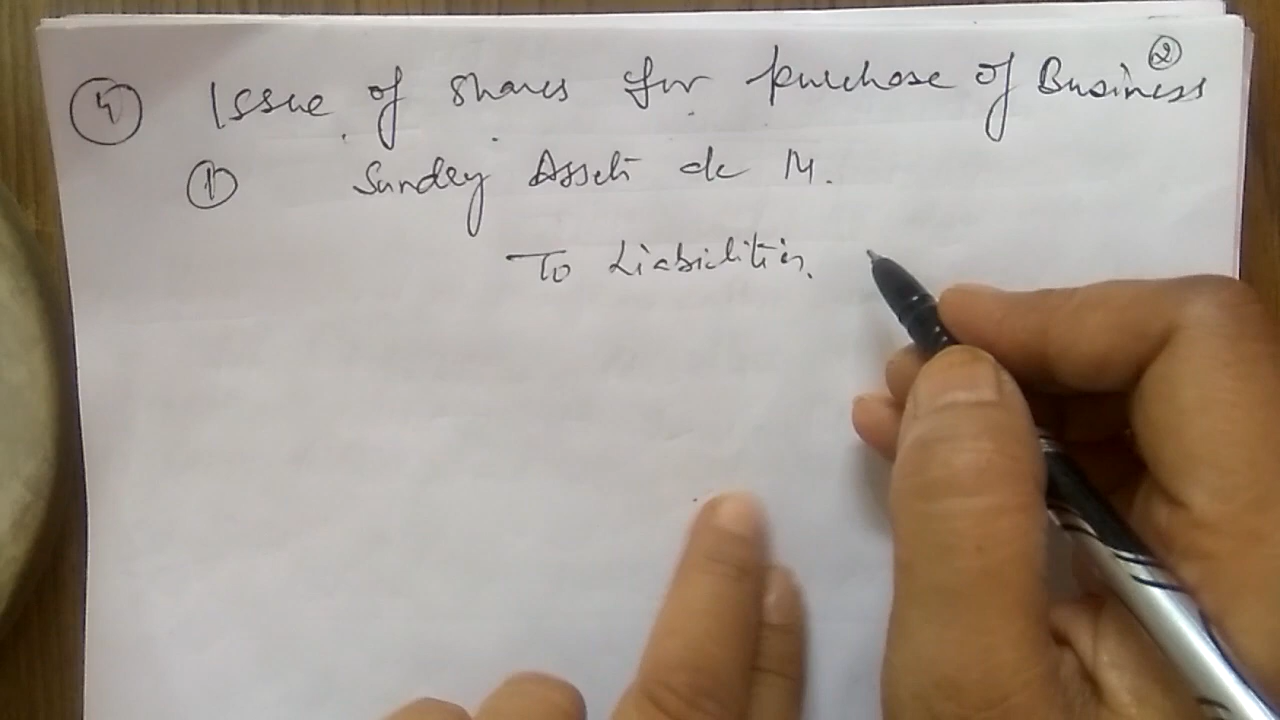 ④ Issue of Shares for purchase of Business ②
① Sundry Assets a/c Dr.
To Liabilities.